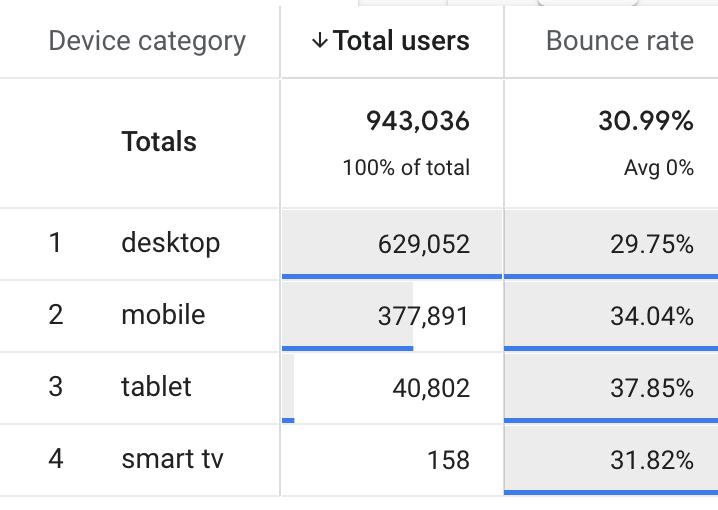 Device category ↓ Total users Bounce rate
Totals 943,036 30.99%
100% of total Avg 0%
1 desktop 629,052 29.75%
2 mobile 377,891 34.04%
3 tablet 40,802 37.85%
4 smart tv 158 31.82%